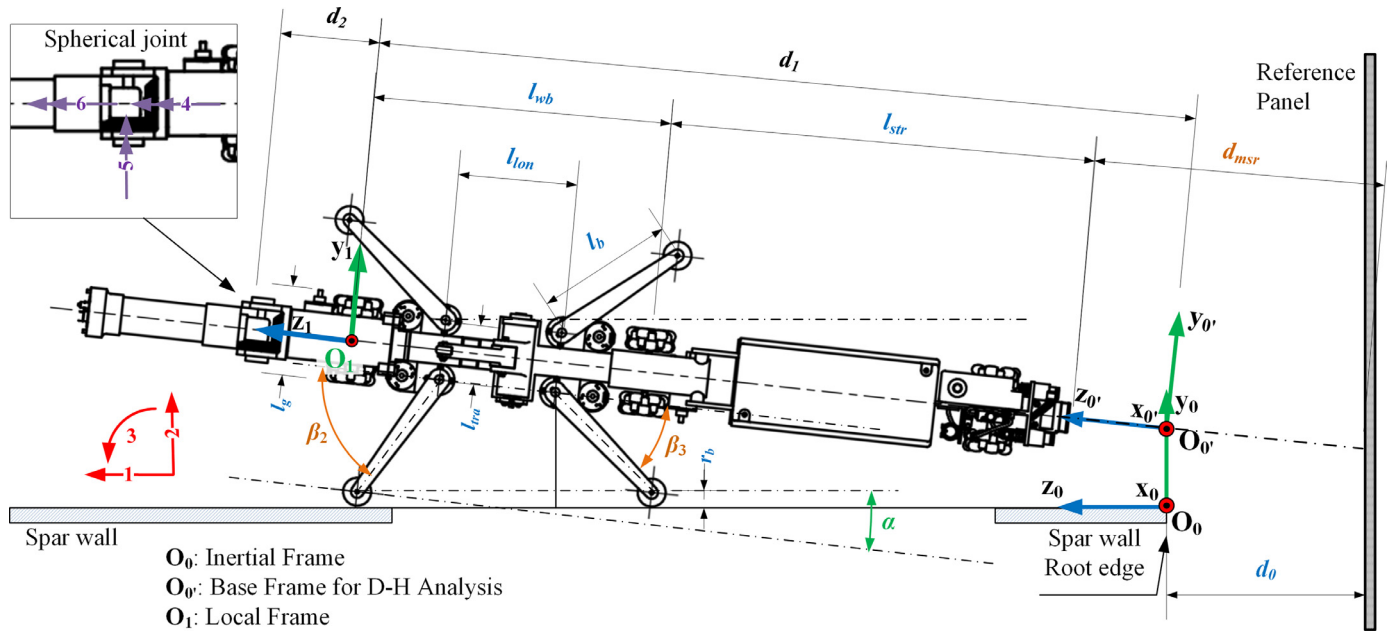 Spherical joint
6
4
5
d2
d1
lwb
lstr
llon
dmsr
lb
Reference
Panel
y1
z1
O1
lg
ltra
β2
β3
rb
α
y0'
y0
z0'
x0'
O0'
z0
x0
O0
3
2
1
Spar wall
Spar wall
Root edge
d0
O0: Inertial Frame
O0': Base Frame for D-H Analysis
O1: Local Frame